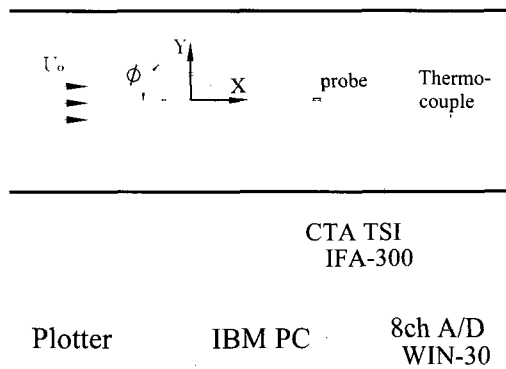 Y
U₀
ϕ
X
probe
Thermo-
couple
CTA TSI
IFA-300
Plotter
IBM PC
8ch A/D
WIN-30